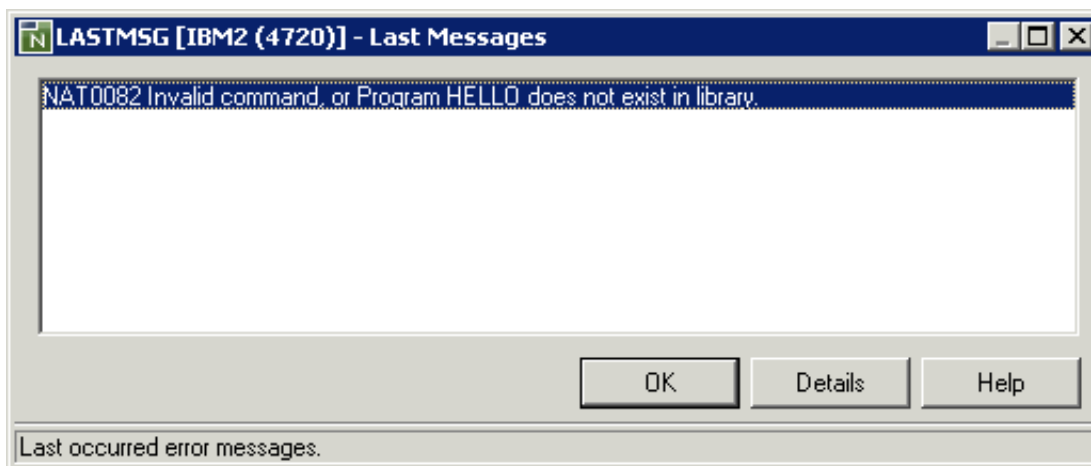 LASTMSG [IBM2 (4720)] - Last Messages
NAT0082 Invalid command, or Program HELLO does not exist in library.
OK Details Help
Last occurred error messages.